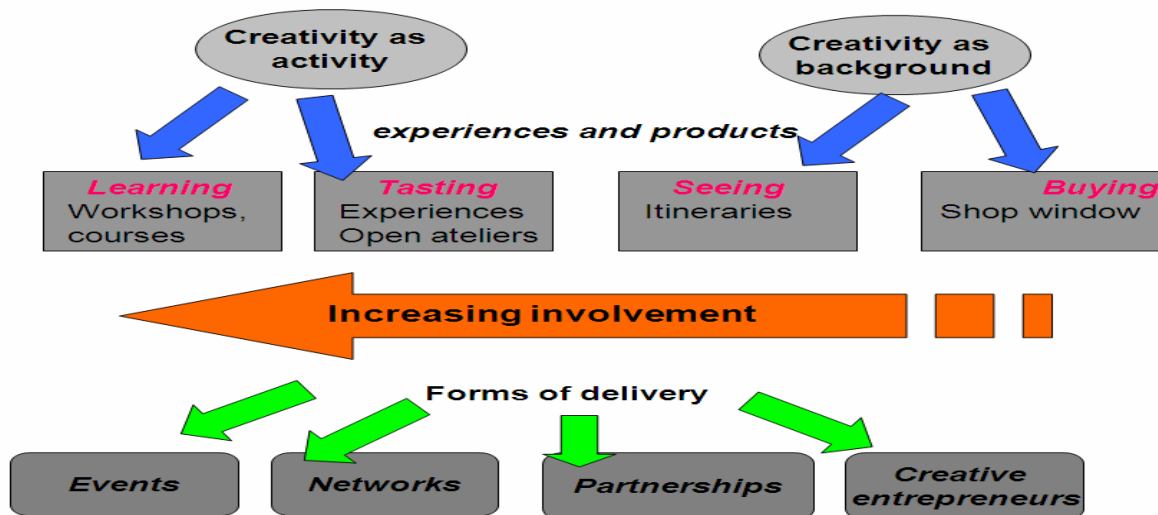 Creativity as
activity
Creativity as
background
experiences and products
Learning
Workshops,
courses
Tasting
Experiences
Open ateliers
Seeing
Itineraries
Buying
Shop window
Increasing involvement
Forms of delivery
Events
Networks
Partnerships
Creative
entrepreneurs